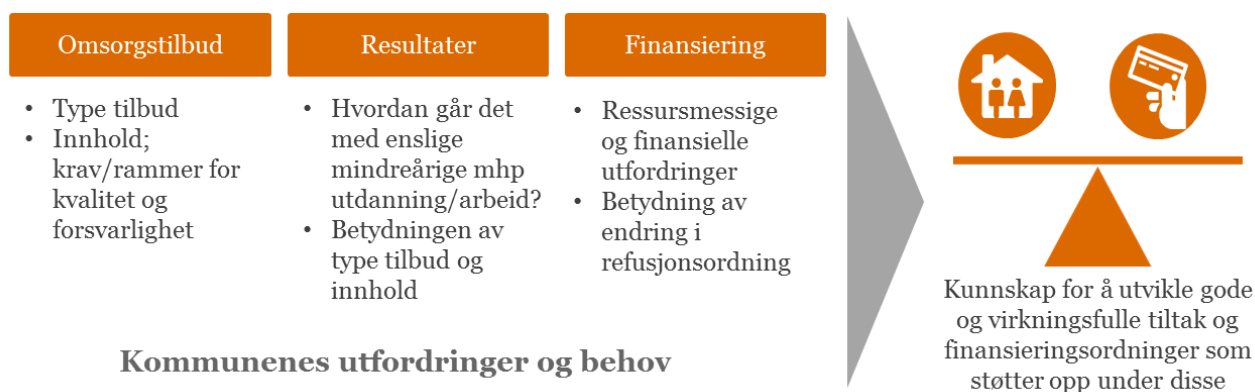 Omsorgstilbud
• Type tilbud
• Innhold;
krav/rammer for
kvalitet og
forsvarlighet
Resultater
• Hvordan går det
med enslige
mindreårige mhp
utdanning/arbeid?
• Betydningen av
type tilbud og
innhold
Finansiering
• Ressursmessige
og finansielle
utfordringer
• Betydning av
endring i
refusjonsordning
Kommunenes utfordringer og behov
Kunnskap for å utvikle gode
og virkningsfulle tiltak og
finansieringsordninger som
støtter opp under disse